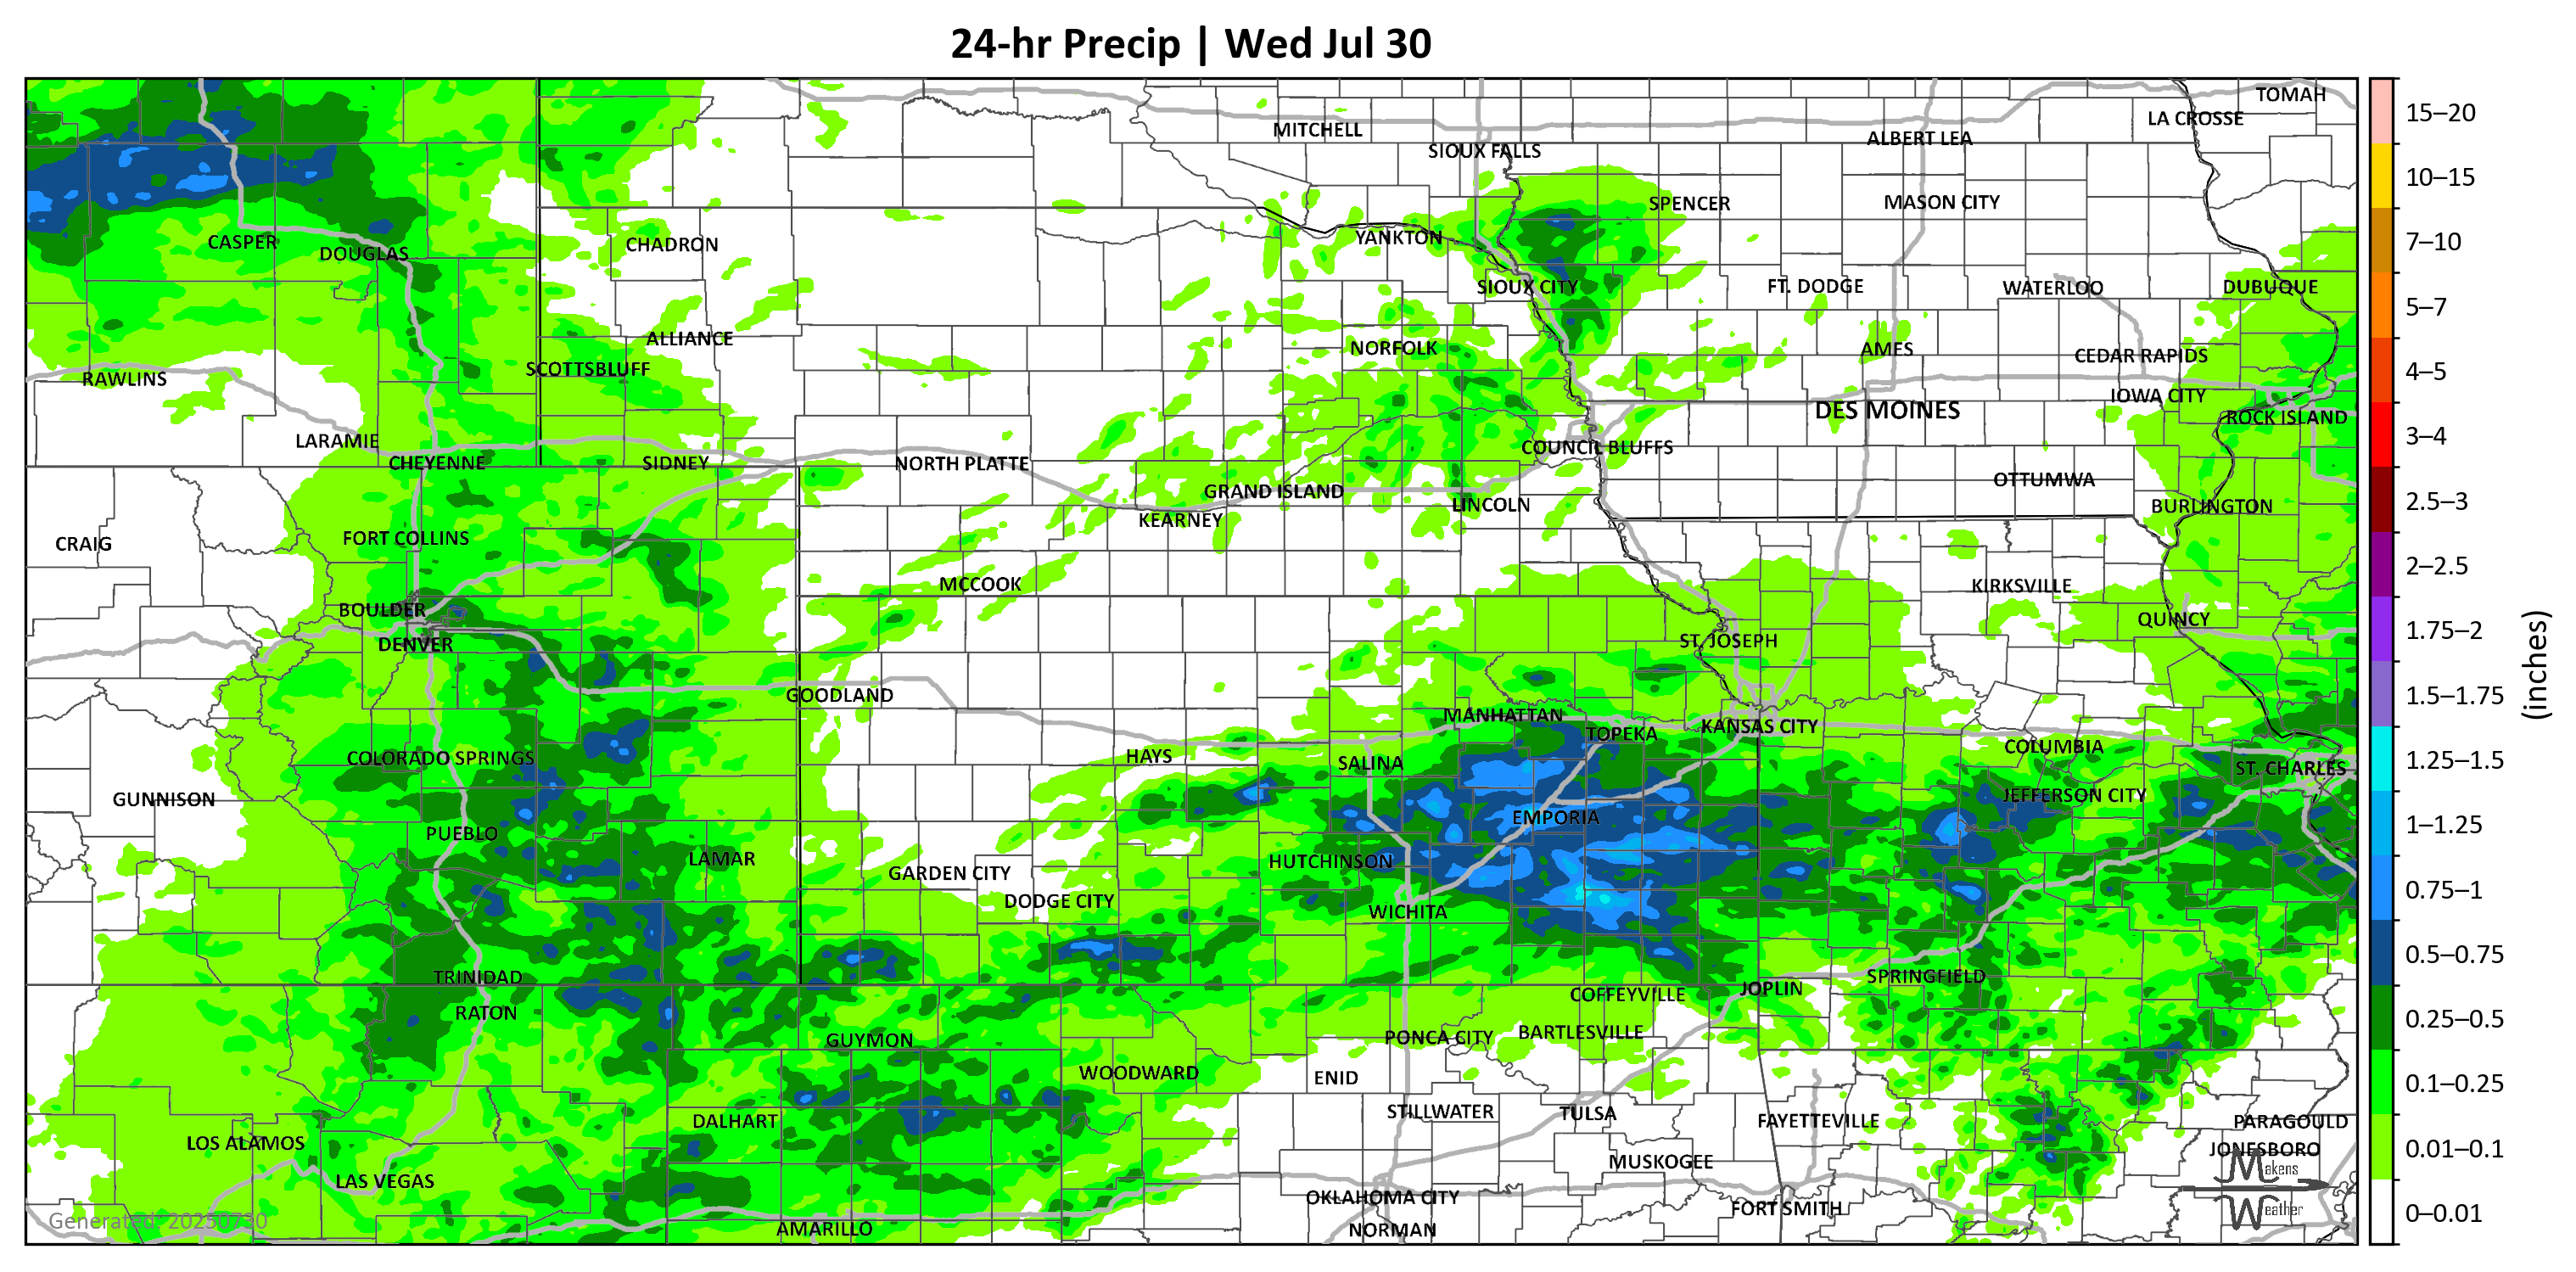 24-hr Precip | Wed Jul 30
TOMAH
LA CROSSE
MITCHELL
ALBERT LEA
SIOUX FALLS
SPENCER
MASON CITY
YANKTON
CASPER
DOUGLAS
CHADRON
SIOUX CITY
FT. DODGE
WATERLOO
DUBUQUE
ALLIANCE
NORFOLK
AMES
CEDAR RAPIDS
SCOTTSBLUFF
RAWLINS
IOWA CITY
DES MOINES
ROCK ISLAND
LARAMIE
COUNCIL BLUFFS
CHEYENNE
SIDNEY
NORTH PLATTE
OTTUMWA
GRAND ISLAND
LINCOLN
BURLINGTON
KEARNEY
FORT COLLINS
CRAIG
MCCOOK
KIRKSVILLE
BOULDER
QUINCY
DENVER
ST. JOSEPH
GOODLAND
MANHATTAN
KANSAS CITY
TOPEKA
COLUMBIA
HAYS
COLORADO SPRINGS
SALINA
ST. CHARLES
GUNNISON
JEFFERSON CITY
EMPORIA
PUEBLO
LAMAR
HUTCHINSON
GARDEN CITY
DODGE CITY
WICHITA
TRINIDAD
SPRINGFIELD
JOPLIN
COFFEYVILLE
RATON
BARTLESVILLE
PONCA CITY
GUYMON
WOODWARD
ENID
STILLWATER
TULSA
DALHART
FAYETTEVILLE
PARAGOULD
LOS ALAMOS
JONESBORO
MUSKOGEE
LAS VEGAS
OKLAHOMA CITY
FORT SMITH
AMARILLO
NORMAN
Generated: 20250730
Makens
Weather
15–20
10–15
7–10
5–7
4–5
3–4
2.5–3
2–2.5
1.75–2
1.5–1.75
1.25–1.5
1–1.25
0.75–1
0.5–0.75
0.25–0.5
0.1–0.25
0.01–0.1
0–0.01
(inches)